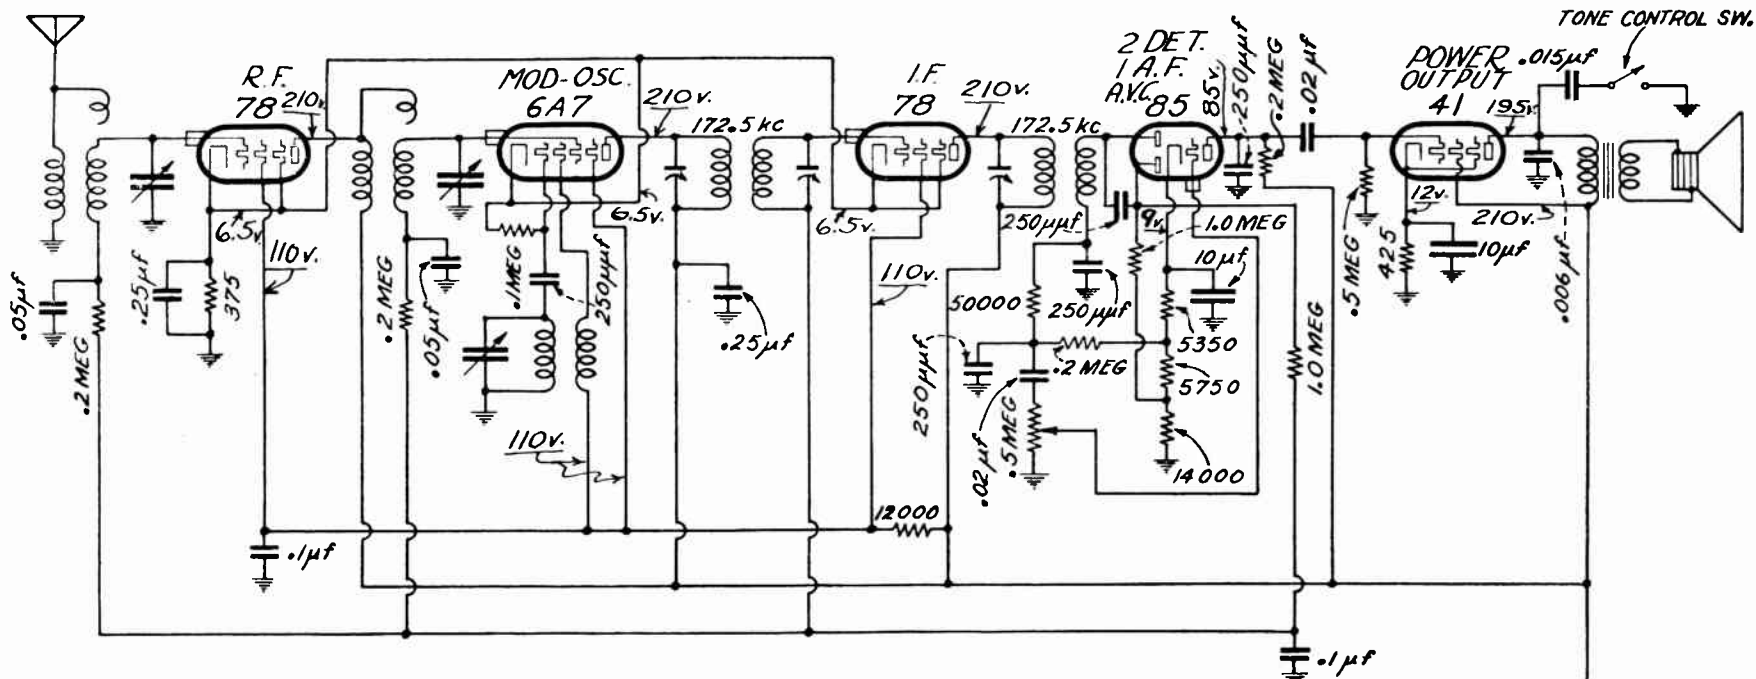 TONE CONTROL SW.
R.F.
78
210v.
MOD-OSC.
6A7
210v.
172.5 kc
I.F.
78
210v.
172.5 kc
2 DET.
1 A.F.
A.V.C.
85
85v.
250µµf
.2 MEG
.02µf
POWER
OUTPUT
41
195v.
.015µf
6.5v.
110v.
.05µf
.2 MEG
.25µf
375
.1µf
.2 MEG
.05µf
6.5v.
.1MEG
250µµf
110v.
.25µf
6.5v.
110v.
12000
250µµf
9v.
1.0 MEG
50000
250µµf
10µf
250µµf
.2 MEG
5350
5750
14000
.02µf
.5 MEG
1.0 MEG
.1µf
.5 MEG
12v.
425
10µf
210v.
.006µf